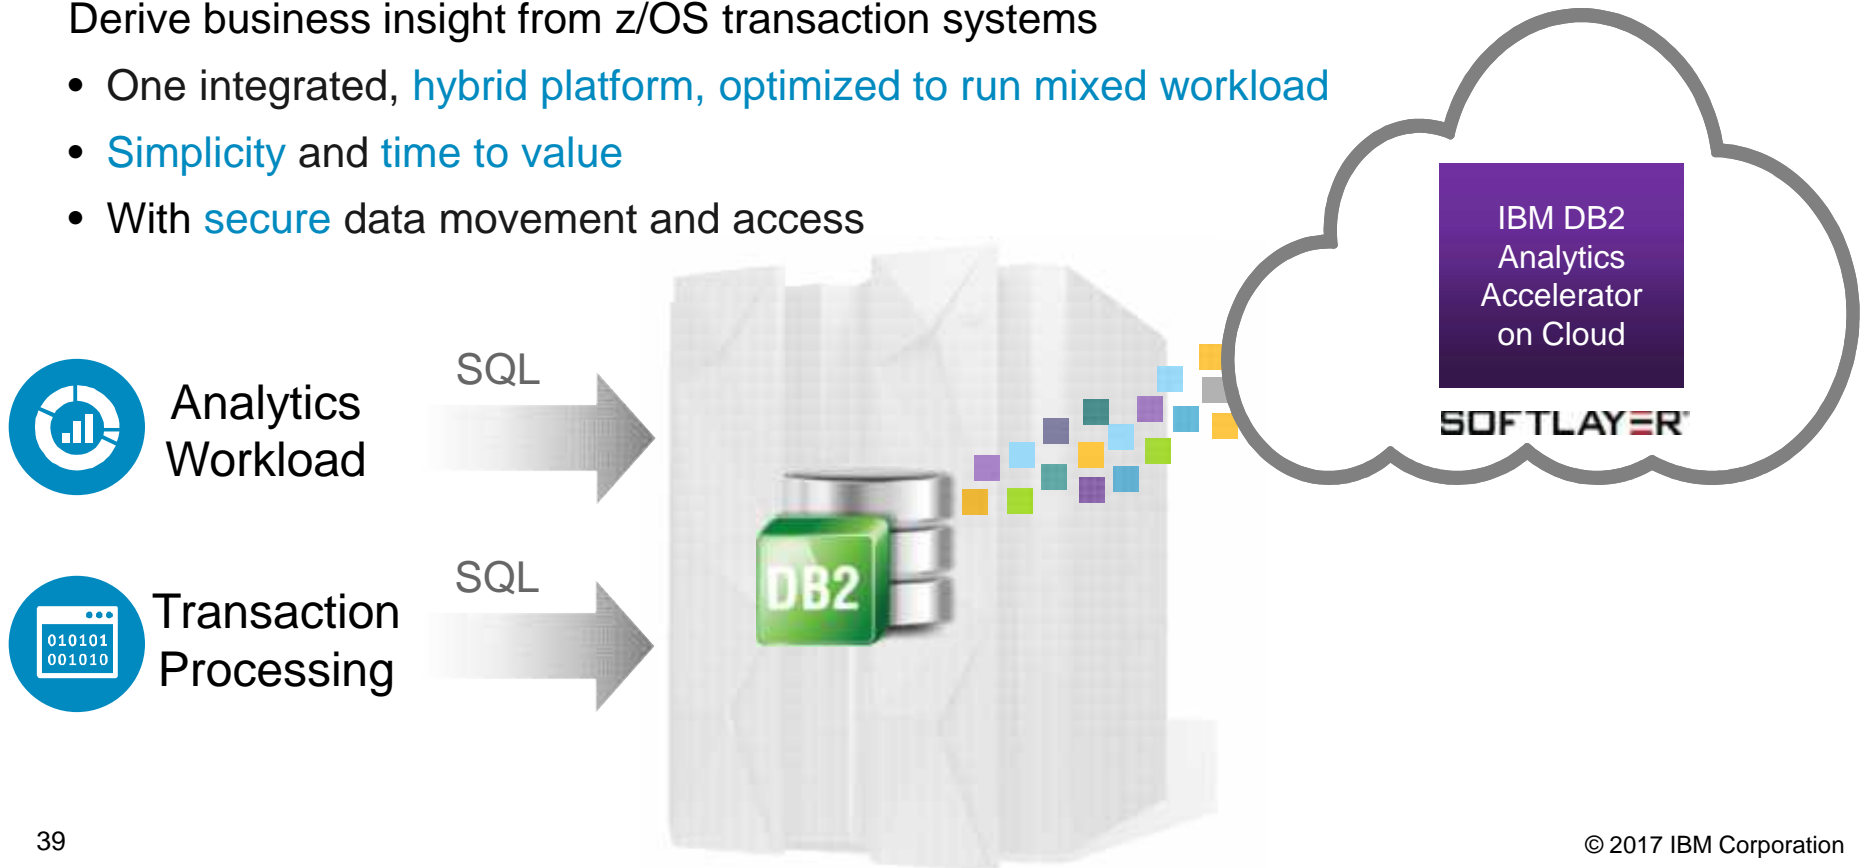 Derive business insight from z/OS transaction systems
• One integrated, hybrid platform, optimized to run mixed workload
• Simplicity and time to value
• With secure data movement and access
IBM DB2
Analytics
Accelerator
on Cloud
SOFTLAYER
SQL
Analytics
Workload
DB2
SQL
010101
001010
Transaction
Processing
39
© 2017 IBM Corporation